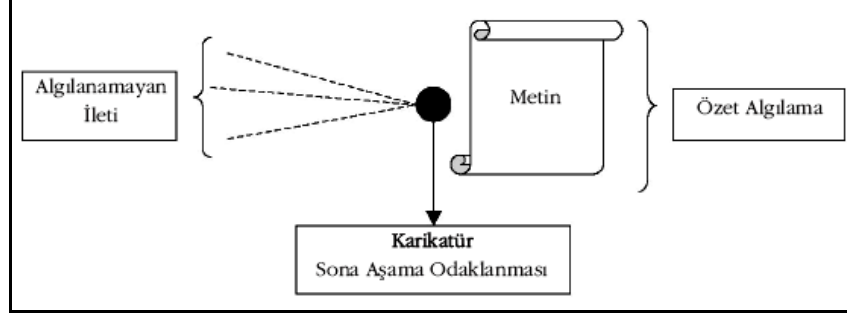 Algılanamayan
İleti
Metin
Özet Algılama
Karikatür
Sona Aşama Odaklanması